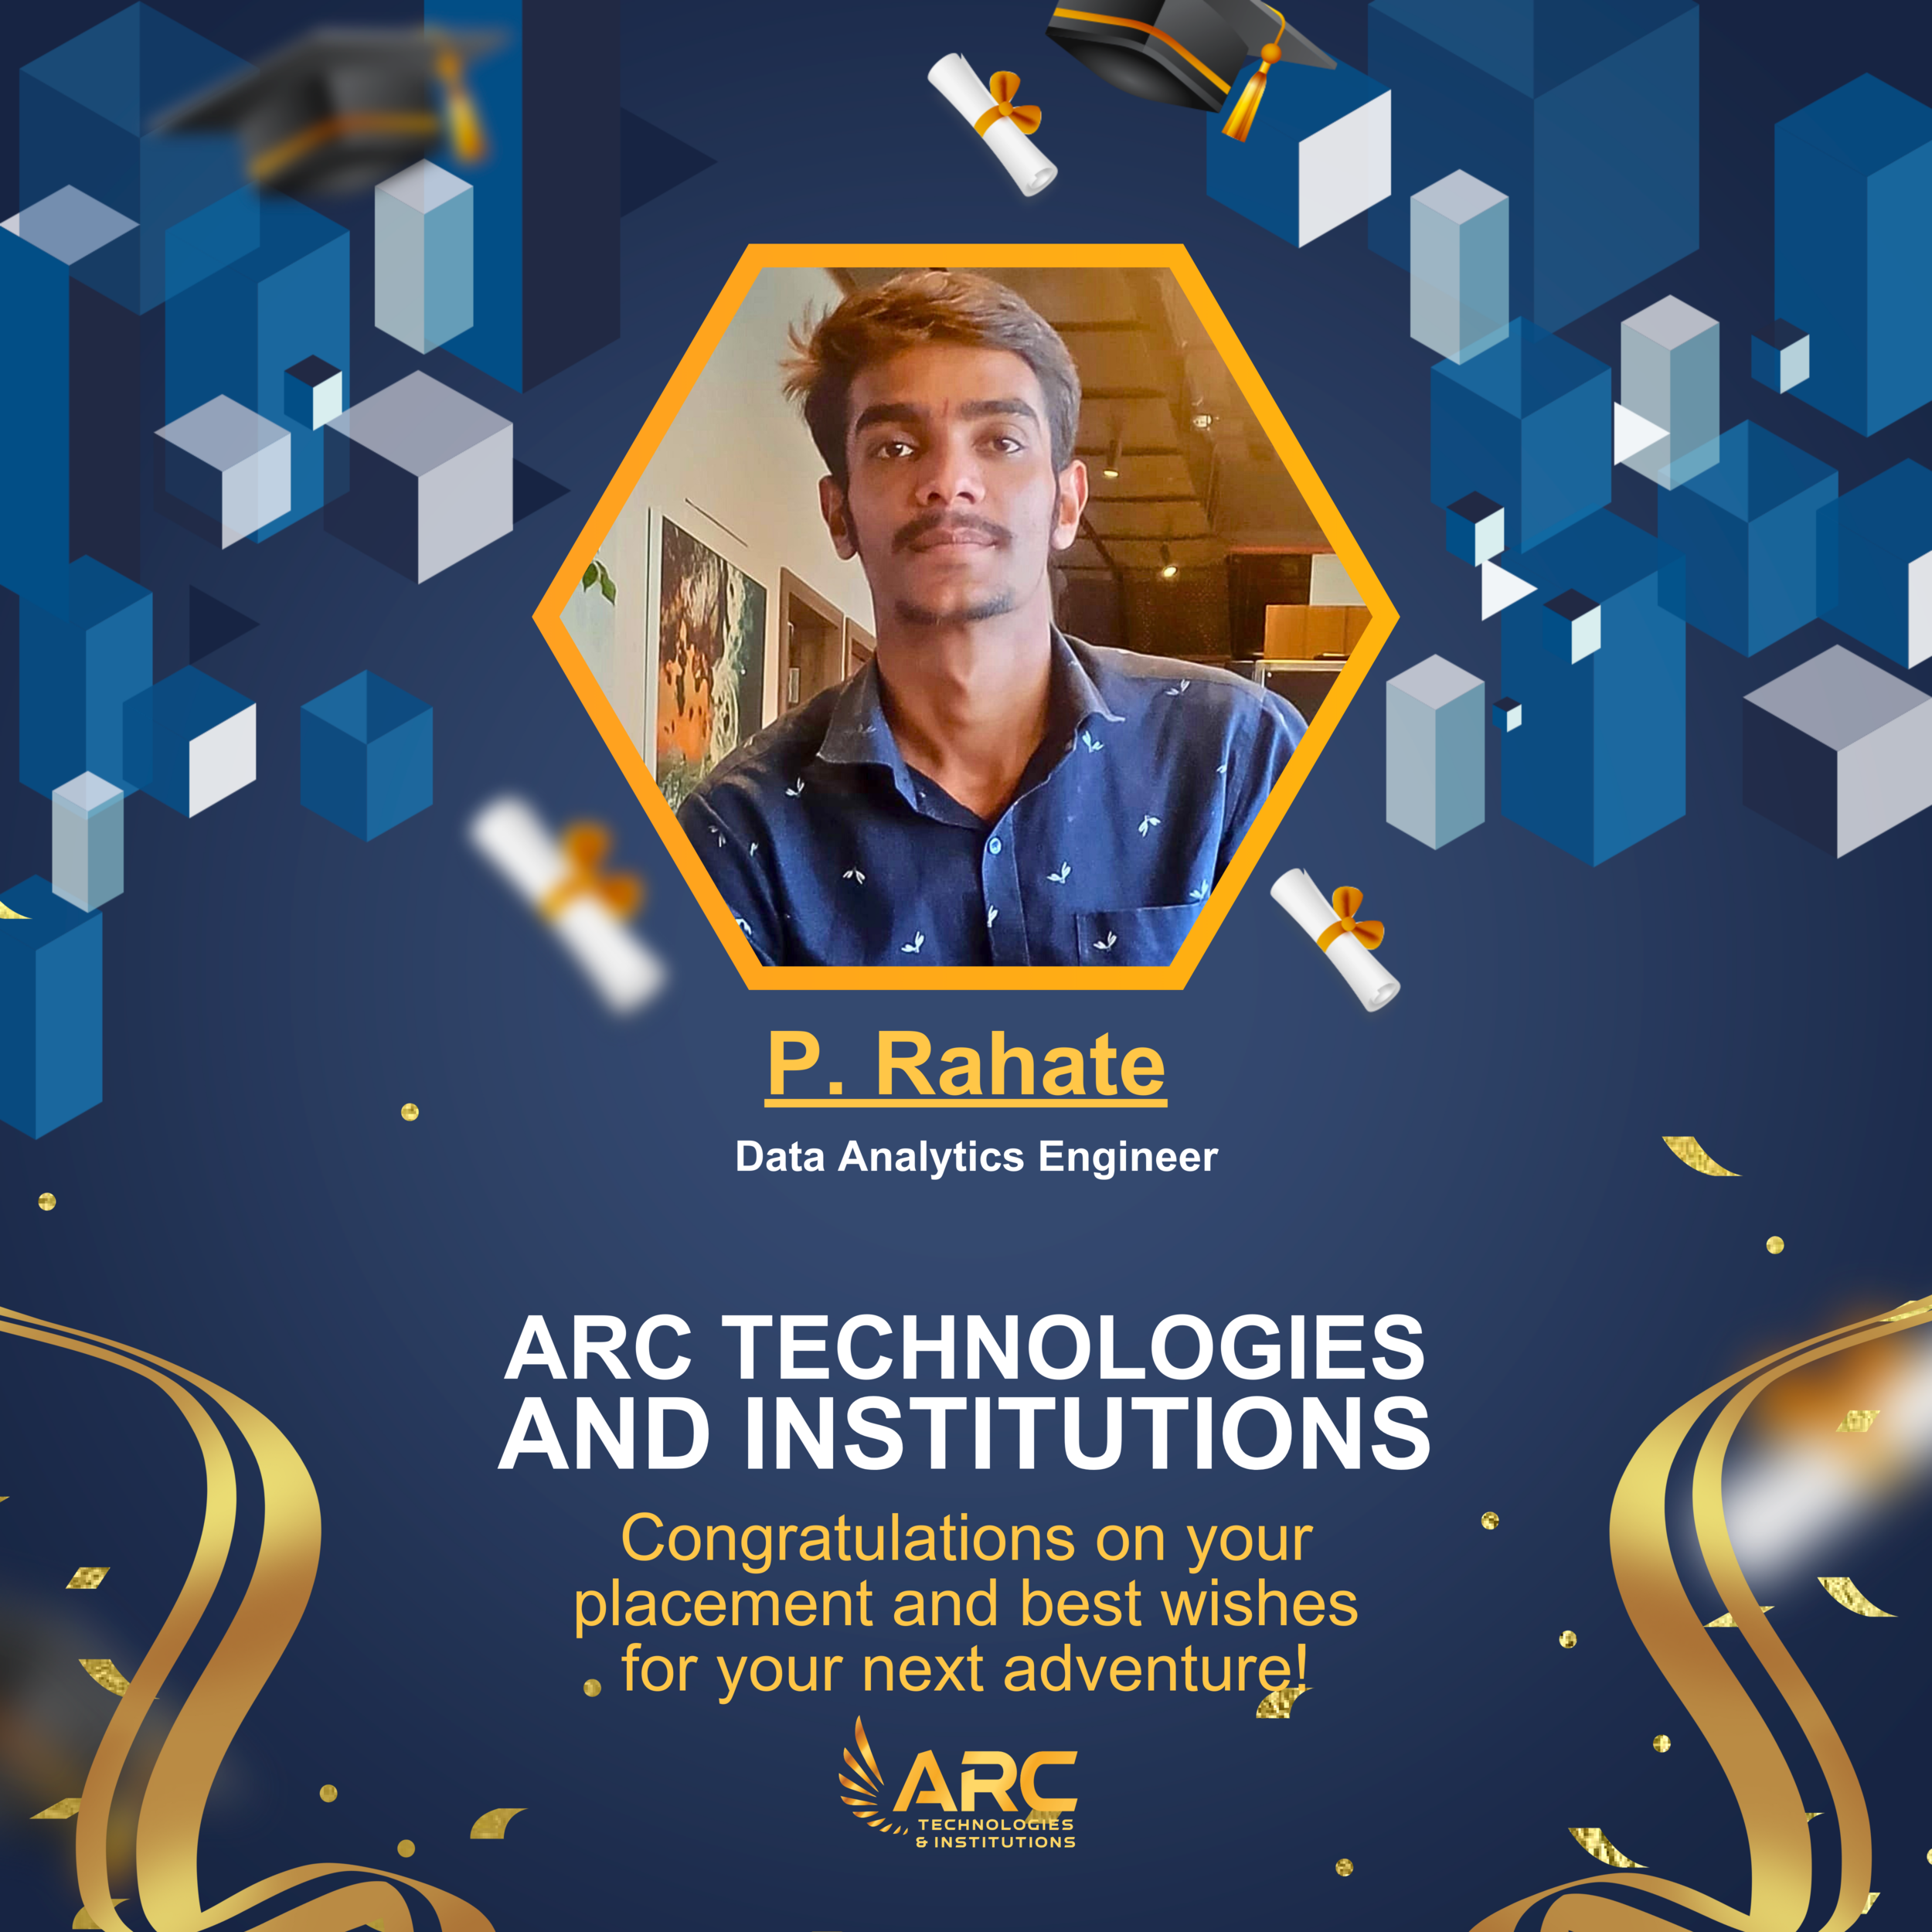 P. Rahate
Data Analytics Engineer
ARC TECHNOLOGIES
AND INSTITUTIONS
Congratulations on your
placement and best wishes
for your next adventure!
ARC
TECHNOLOGIES
& INSTITUTIONS